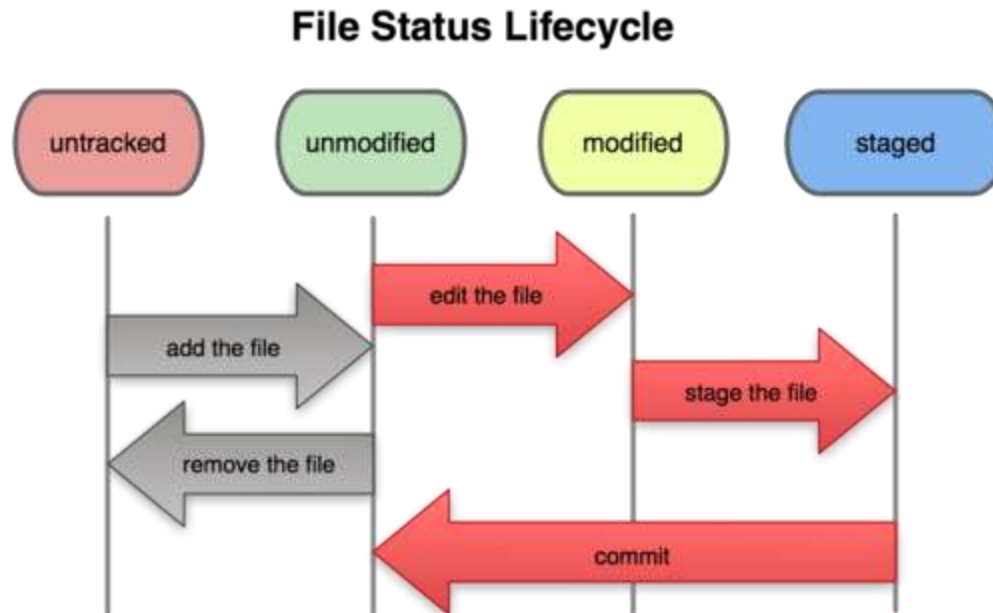 File Status Lifecycle
untracked
unmodified
modified
staged
edit the file
add the file
stage the file
remove the file
commit